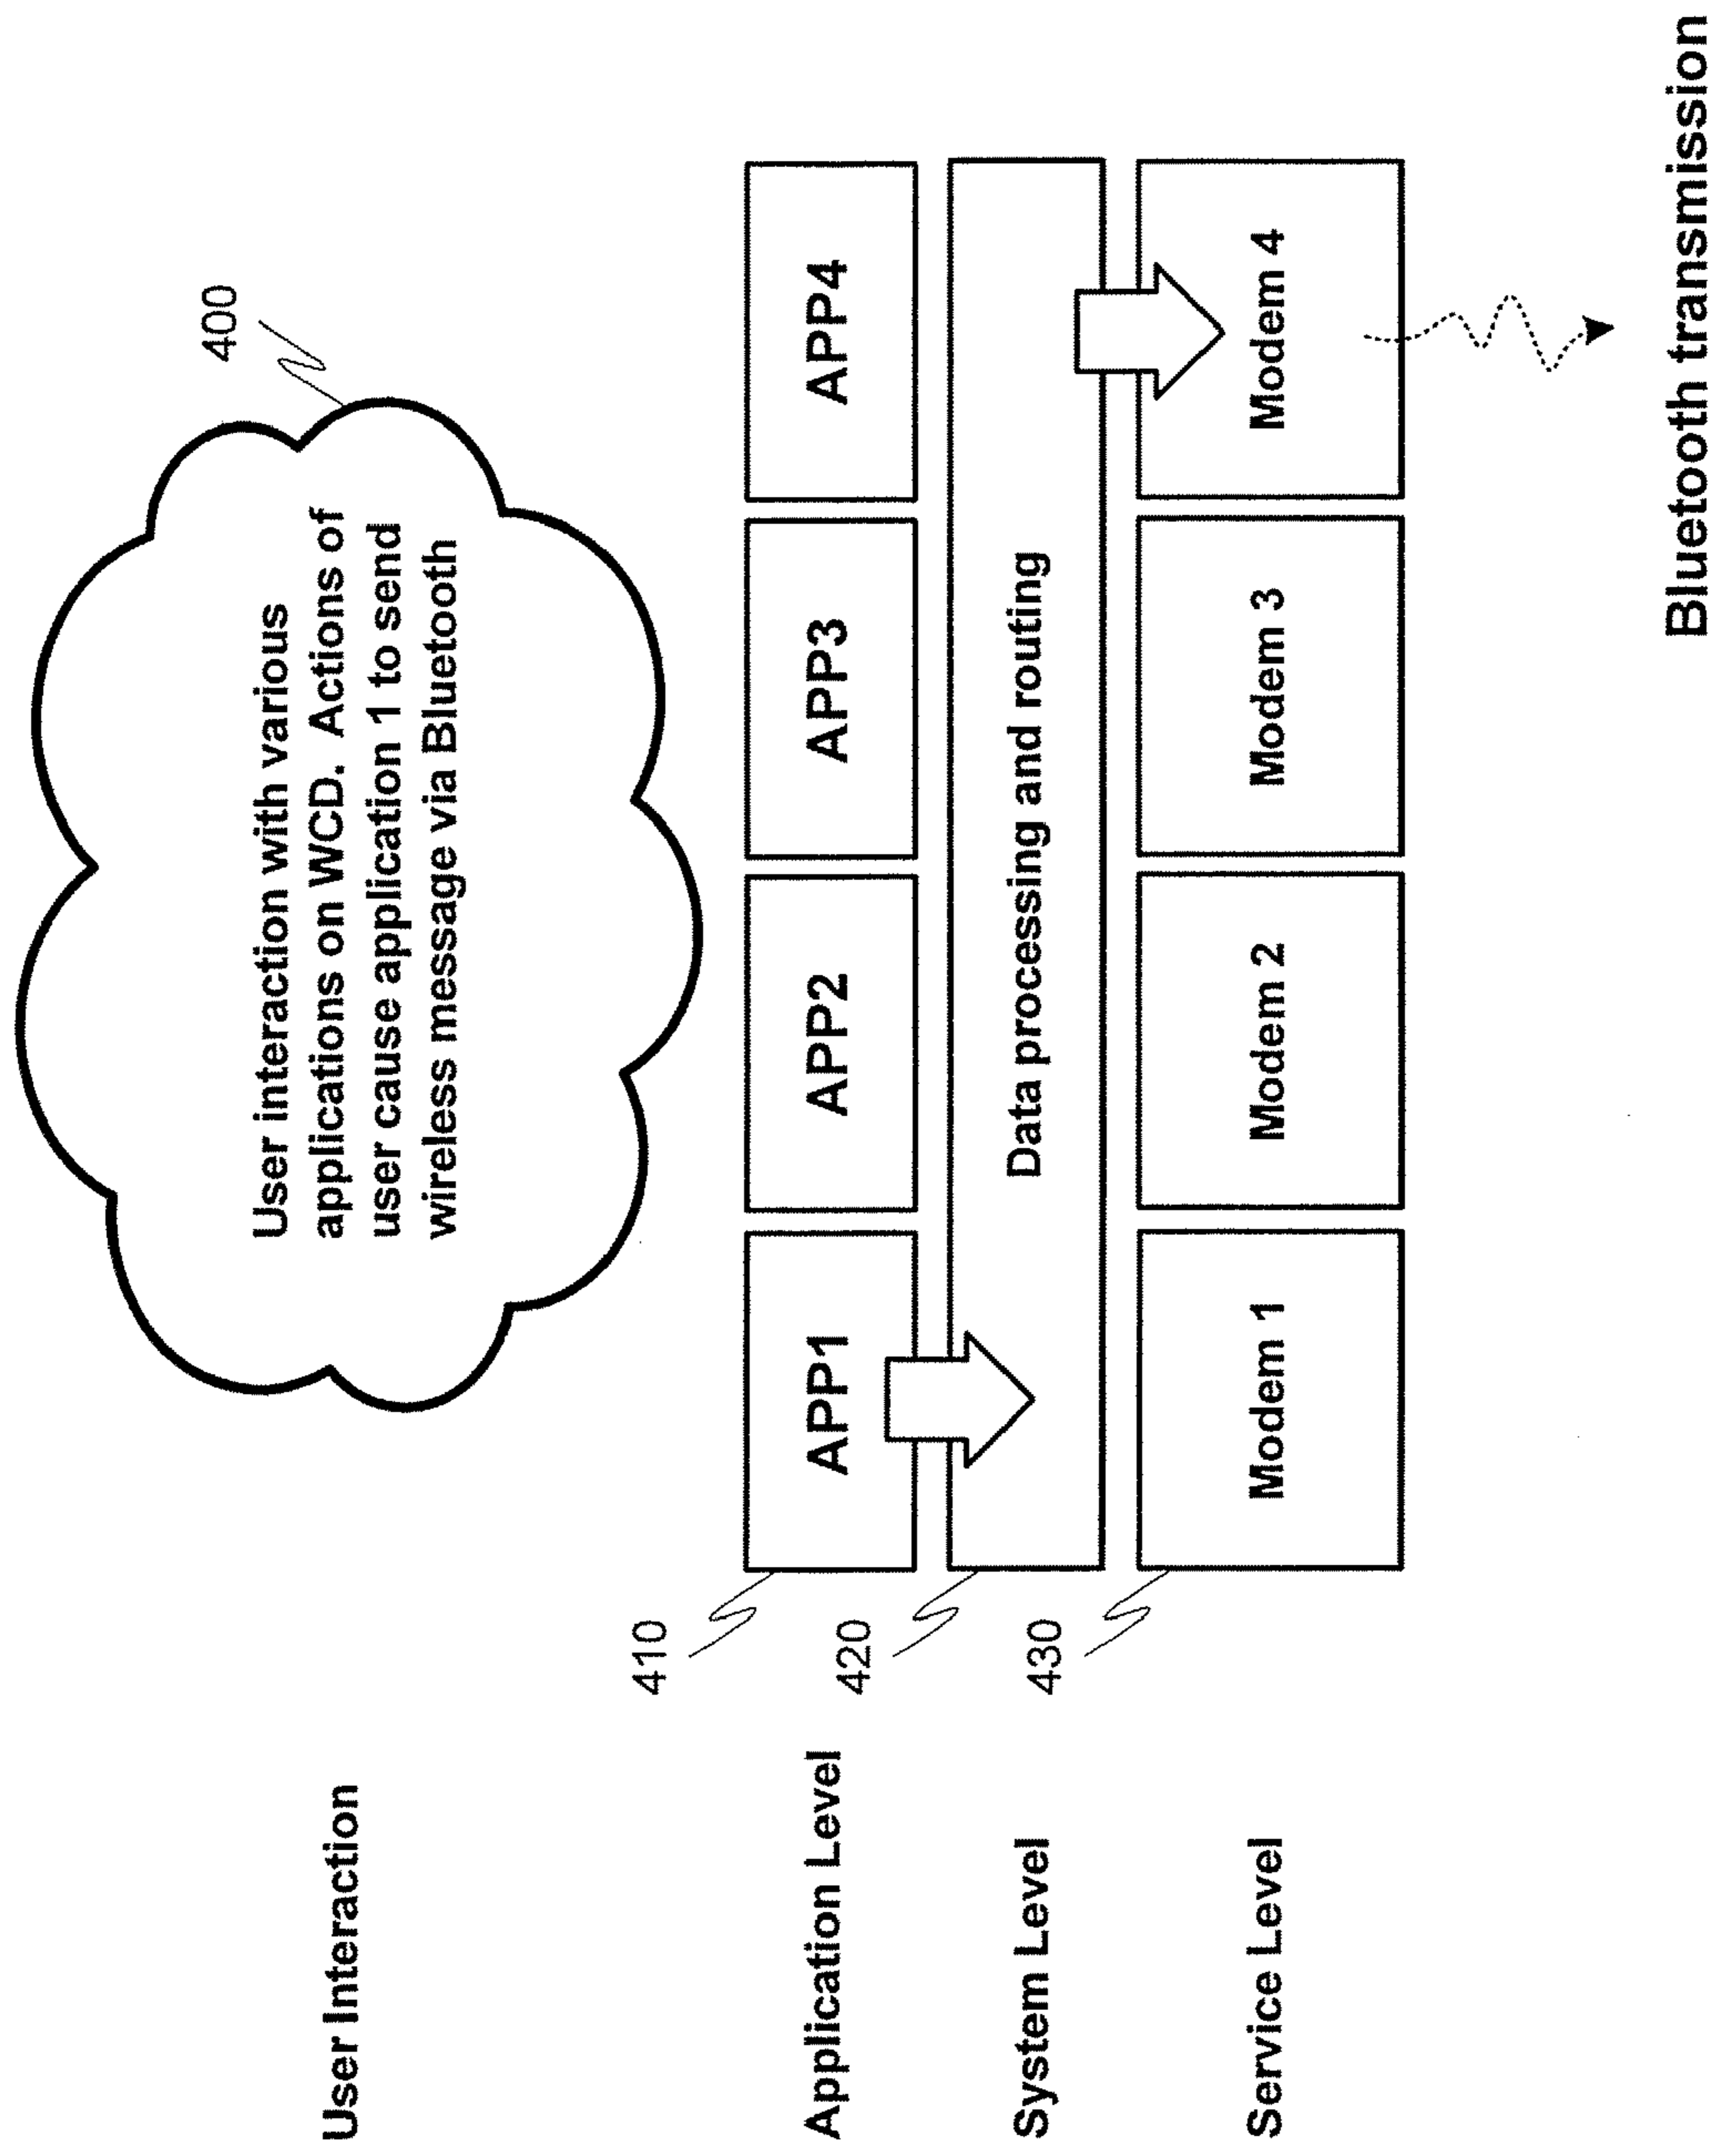 400
User interaction with various
applications on WCD. Actions of
user cause application 1 to send
wireless message via Bluetooth
User Interaction
410
Application Level
APP1
APP2
APP3
APP4
420
System Level
Data processing and routing
430
Service Level
Modem 1
Modem 2
Modem 3
Modem 4
Bluetooth transmission